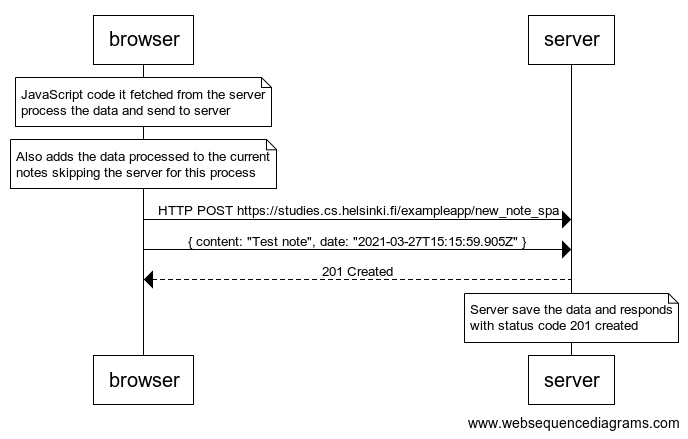 browser
server
JavaScript code it fetched from the server
process the data and send to server
Also adds the data processed to the current
notes skipping the server for this process
HTTP POST https://studies.cs.helsinki.fi/exampleapp/new_note_spa
{ content: "Test note", date: "2021-03-27T15:15:59.905Z" }
201 Created
Server save the data and responds
with status code 201 created
browser
server
www.websequencediagrams.com